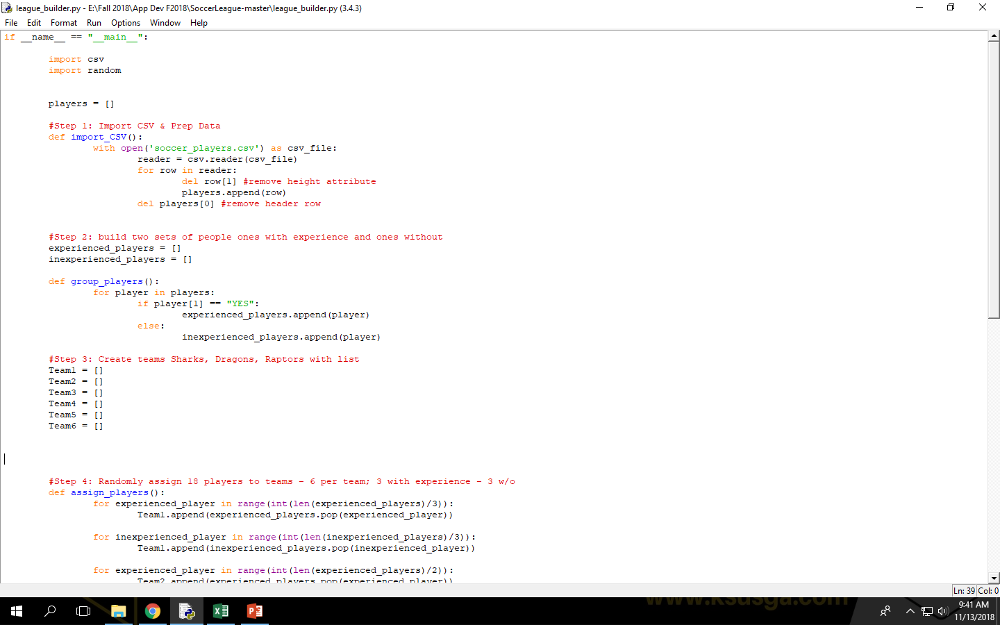 league_builder.py - E:\Fall 2018\App Dev F2018\SoccerLeague-master\league_builder.py (3.4.3)
File Edit Format Run Options Window Help
if __name__ == "__main__":
import csv
import random
players = []
#Step 1: Import CSV & Prep Data
def import_CSV():
with open('soccer_players.csv') as csv_file:
reader = csv.reader(csv_file)
for row in reader:
del row[1] #remove height attribute
players.append(row)
del players[0] #remove header row
#Step 2: build two sets of people ones with experience and ones without
experienced_players = []
inexperienced_players = []
def group_players():
for player in players:
if player[1] == "YES":
experienced_players.append(player)
else:
inexperienced_players.append(player)
#Step 3: Create teams Sharks, Dragons, Raptors with list
Team1 = []
Team2 = []
Team3 = []
Team4 = []
Team5 = []
Team6 = []
#Step 4: Randomly assign 18 players to teams - 6 per team; 3 with experience - 3 w/o
def assign_players():
for experienced_player in range(int(len(experienced_players)/3)):
Team1.append(experienced_players.pop(experienced_player))
for inexperienced_player in range(int(len(inexperienced_players)/3)):
Team1.append(inexperienced_players.pop(inexperienced_player))
for experienced_player in range(int(len(experienced_players)/2)):
Team2.append(experienced_players.pop(experienced_player))
Ln: 39 Col: 0
www.ksusga.com
9:41 AM
11/13/2018